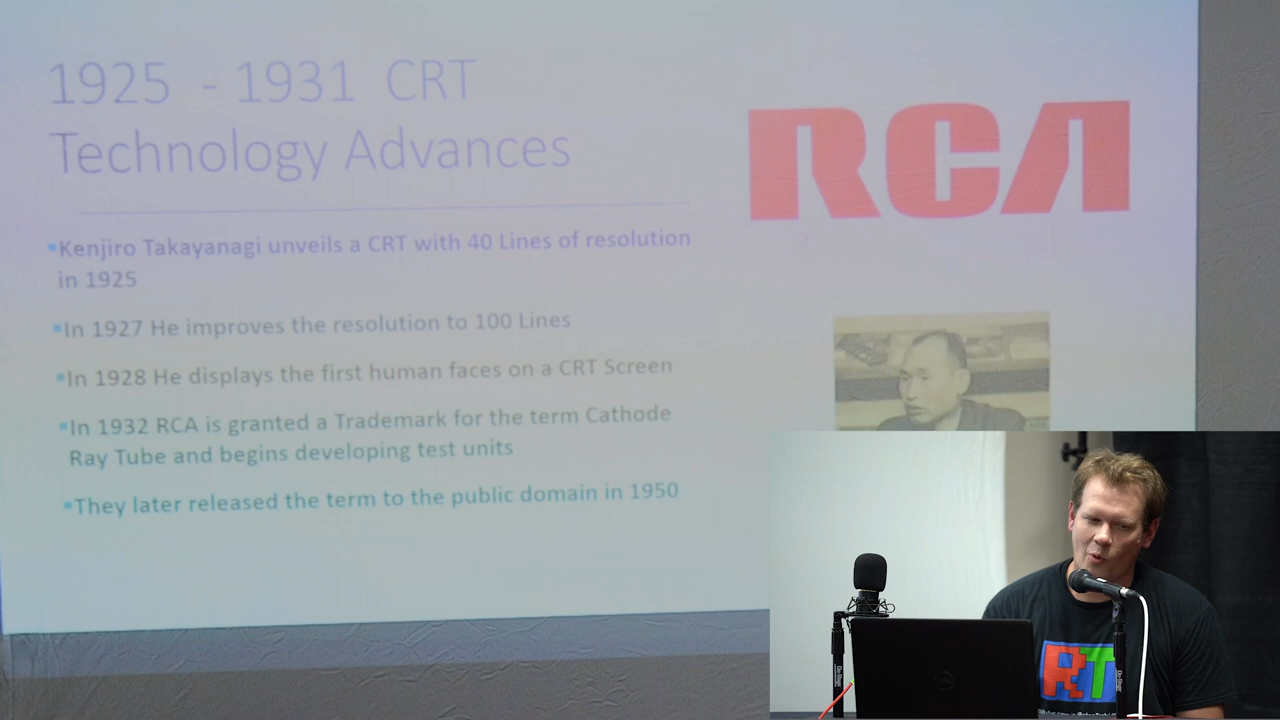 1925 - 1931 CRT
Technology Advances
RCA
Kenjiro Takayanagi unveils a CRT with 40 Lines of resolution
in 1925
In 1927 He improves the resolution to 100 Lines
In 1928 He displays the first human faces on a CRT Screen
In 1932 RCA is granted a Trademark for the term Cathode
Ray Tube and begins developing test units
They later released the term to the public domain in 1950
RT